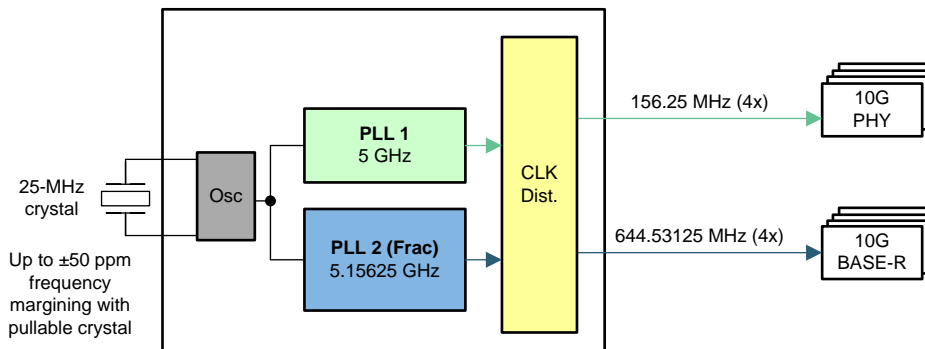 25-MHz
crystal
Up to ±50 ppm
frequency
margining with
pullable crystal
Osc
PLL 1
5 GHz
PLL 2 (Frac)
5.15625 GHz
CLK
Dist.
156.25 MHz (4x)
644.53125 MHz (4x)
10G
PHY
10G
BASE-R